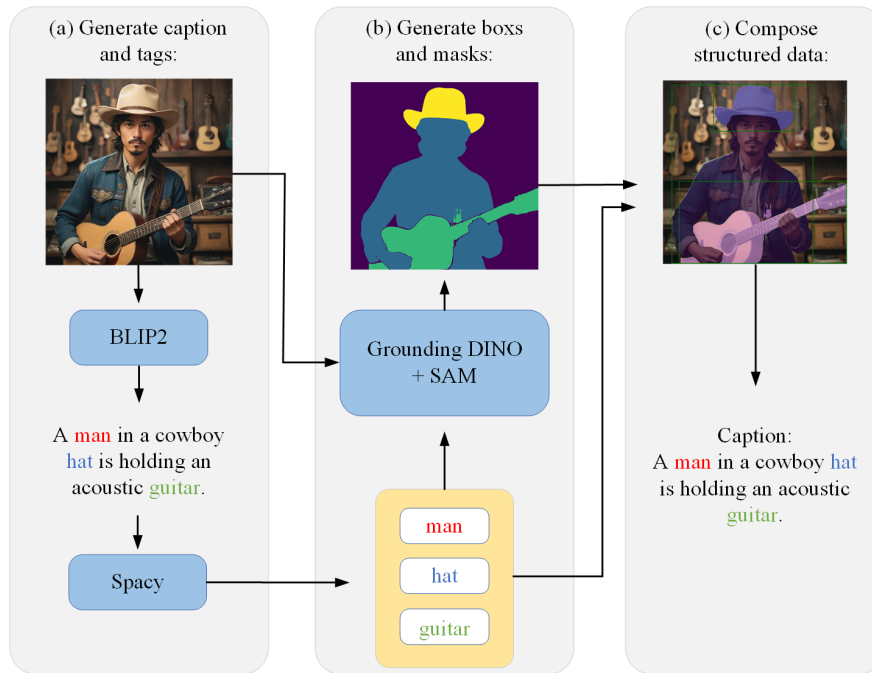 (a) Generate caption
and tags:
BLIP2
A man in a cowboy
hat is holding an
acoustic guitar.
Spacy
(b) Generate boxs
and masks:
Grounding DINO
+ SAM
man
hat
guitar
(c) Compose
structured data:
Caption:
A man in a cowboy hat
is holding an acoustic
guitar.